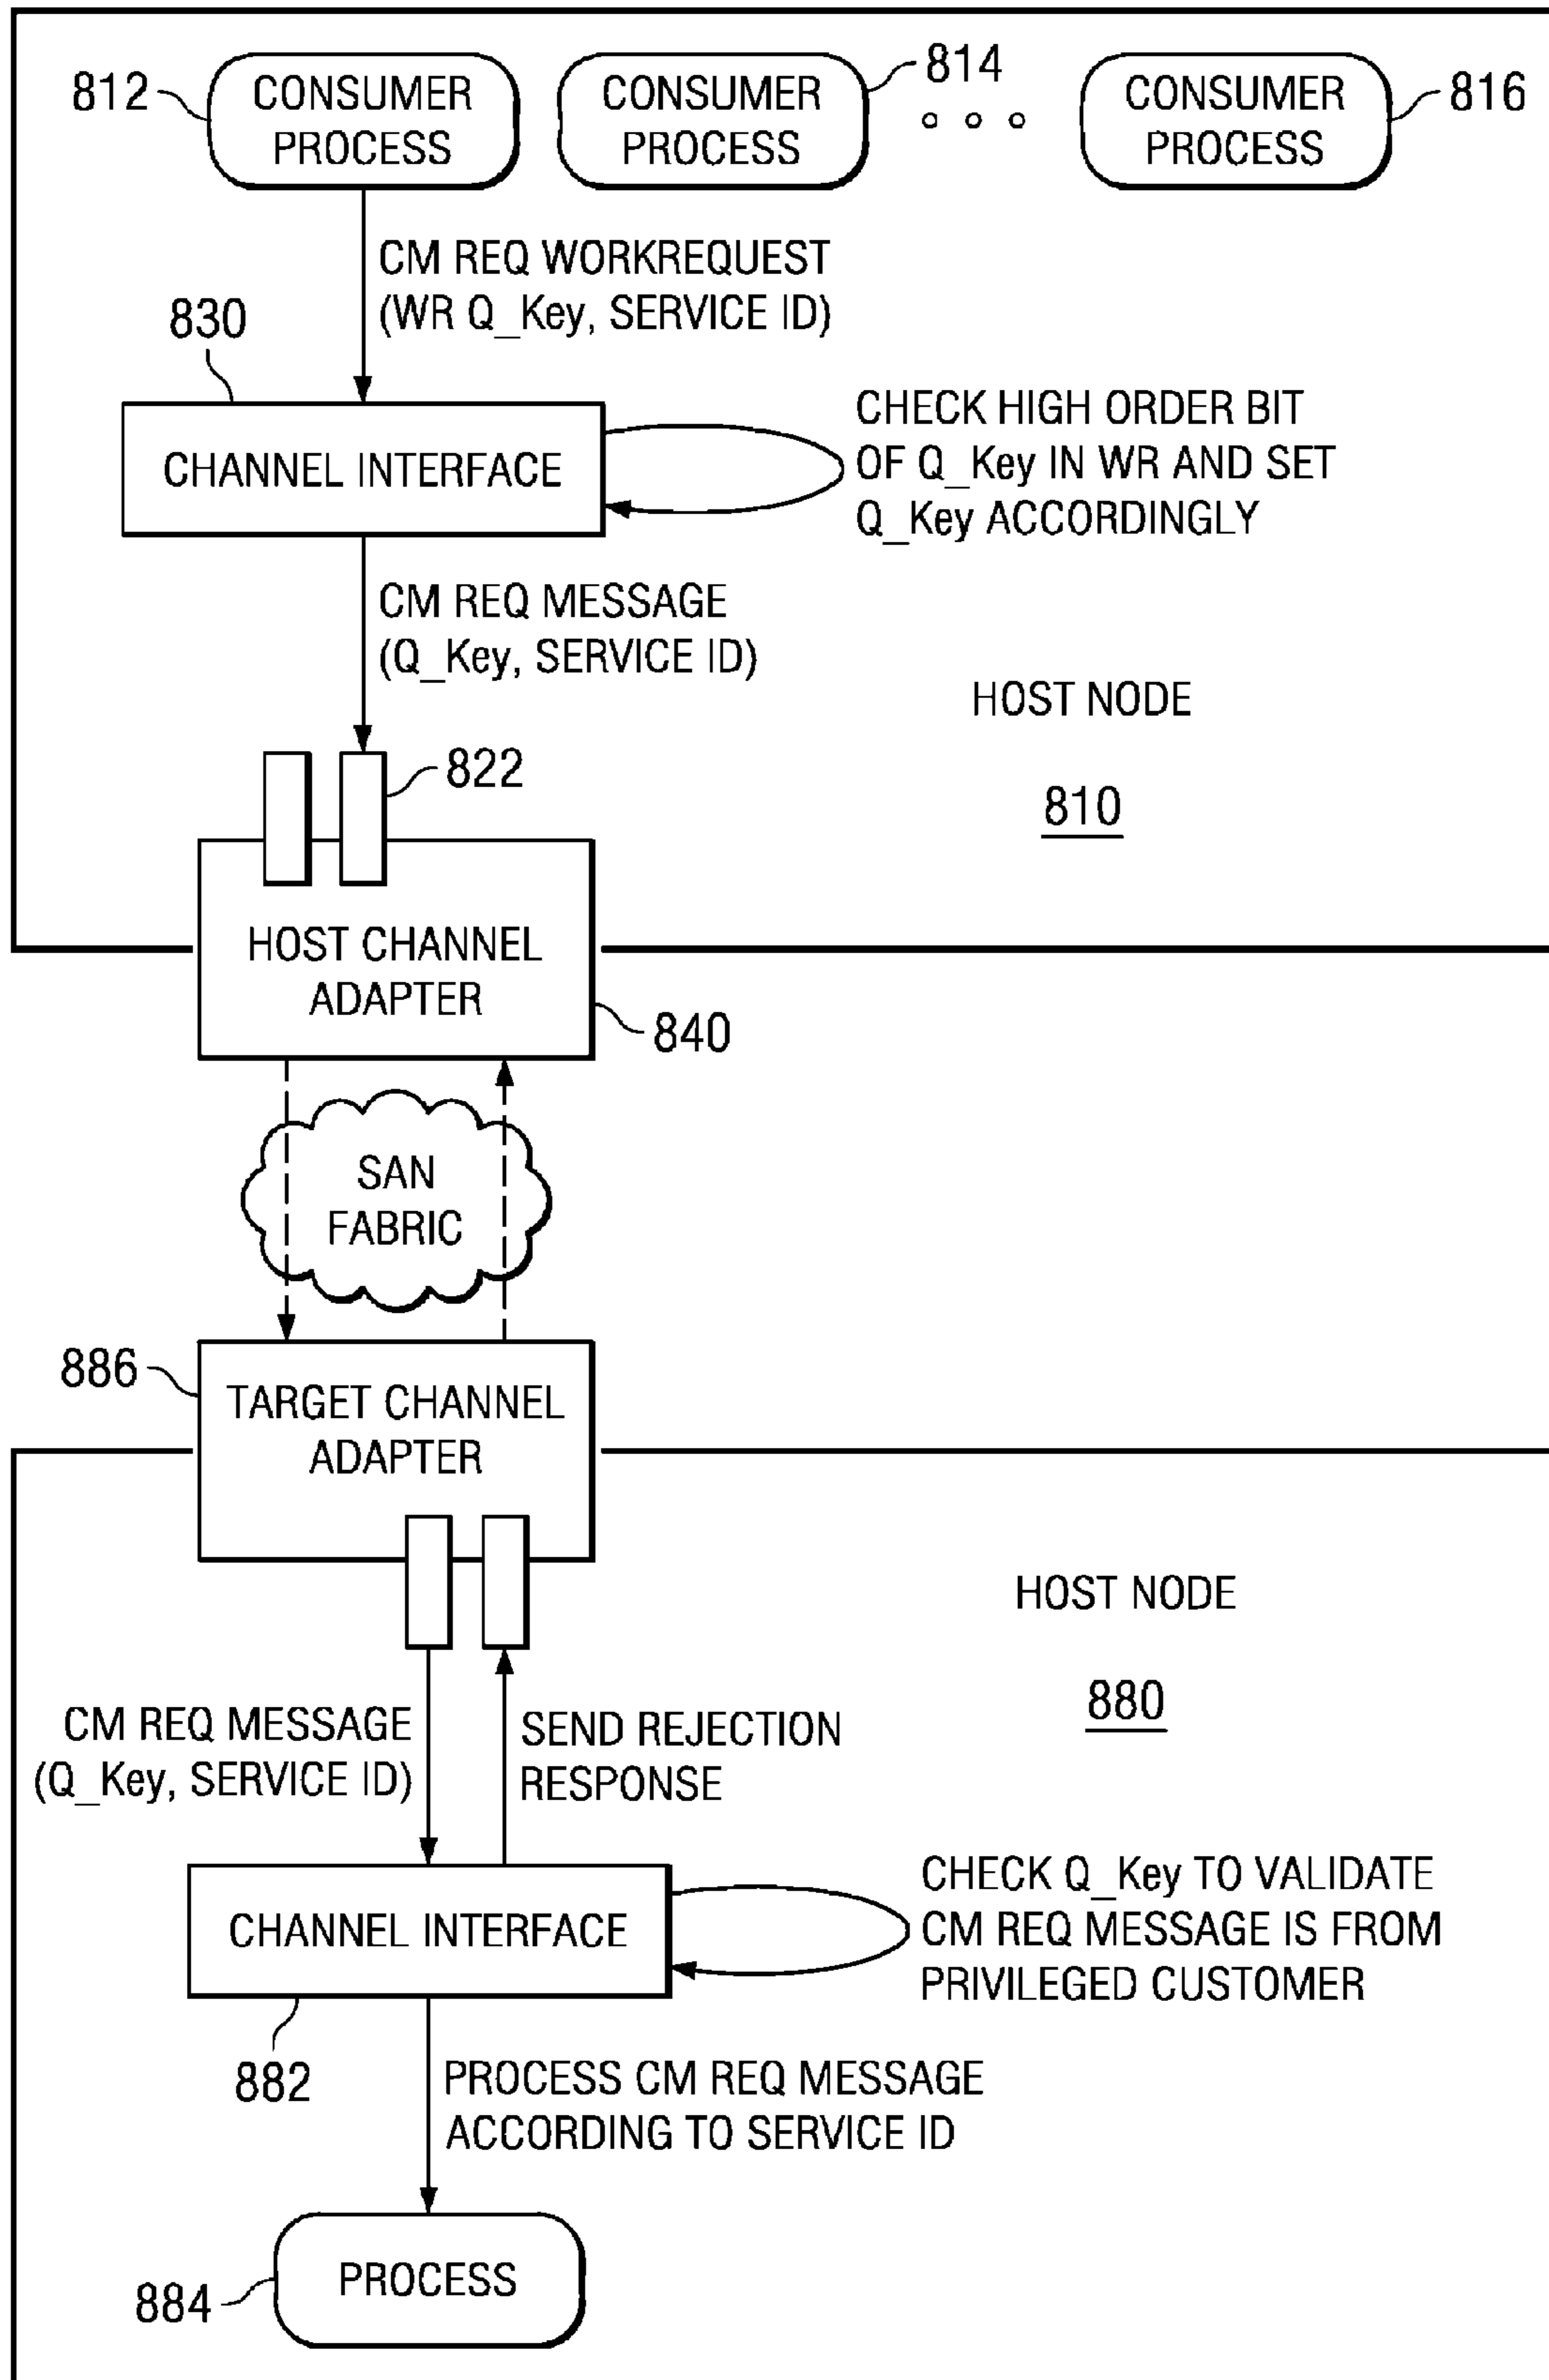 812
CONSUMER
PROCESS
CONSUMER
PROCESS
814
CONSUMER
PROCESS
816
CM REQ WORKREQUEST
(WR Q_Key, SERVICE ID)
830
CHANNEL INTERFACE
CHECK HIGH ORDER BIT
OF Q_Key IN WR AND SET
Q_Key ACCORDINGLY
CM REQ MESSAGE
(Q_Key, SERVICE ID)
HOST NODE
810
822
HOST CHANNEL
ADAPTER
840
SAN
FABRIC
886
TARGET CHANNEL
ADAPTER
HOST NODE
880
CM REQ MESSAGE
(Q_Key, SERVICE ID)
SEND REJECTION
RESPONSE
CHANNEL INTERFACE
CHECK Q_Key TO VALIDATE
CM REQ MESSAGE IS FROM
PRIVILEGED CUSTOMER
882
PROCESS CM REQ MESSAGE
ACCORDING TO SERVICE ID
PROCESS
884